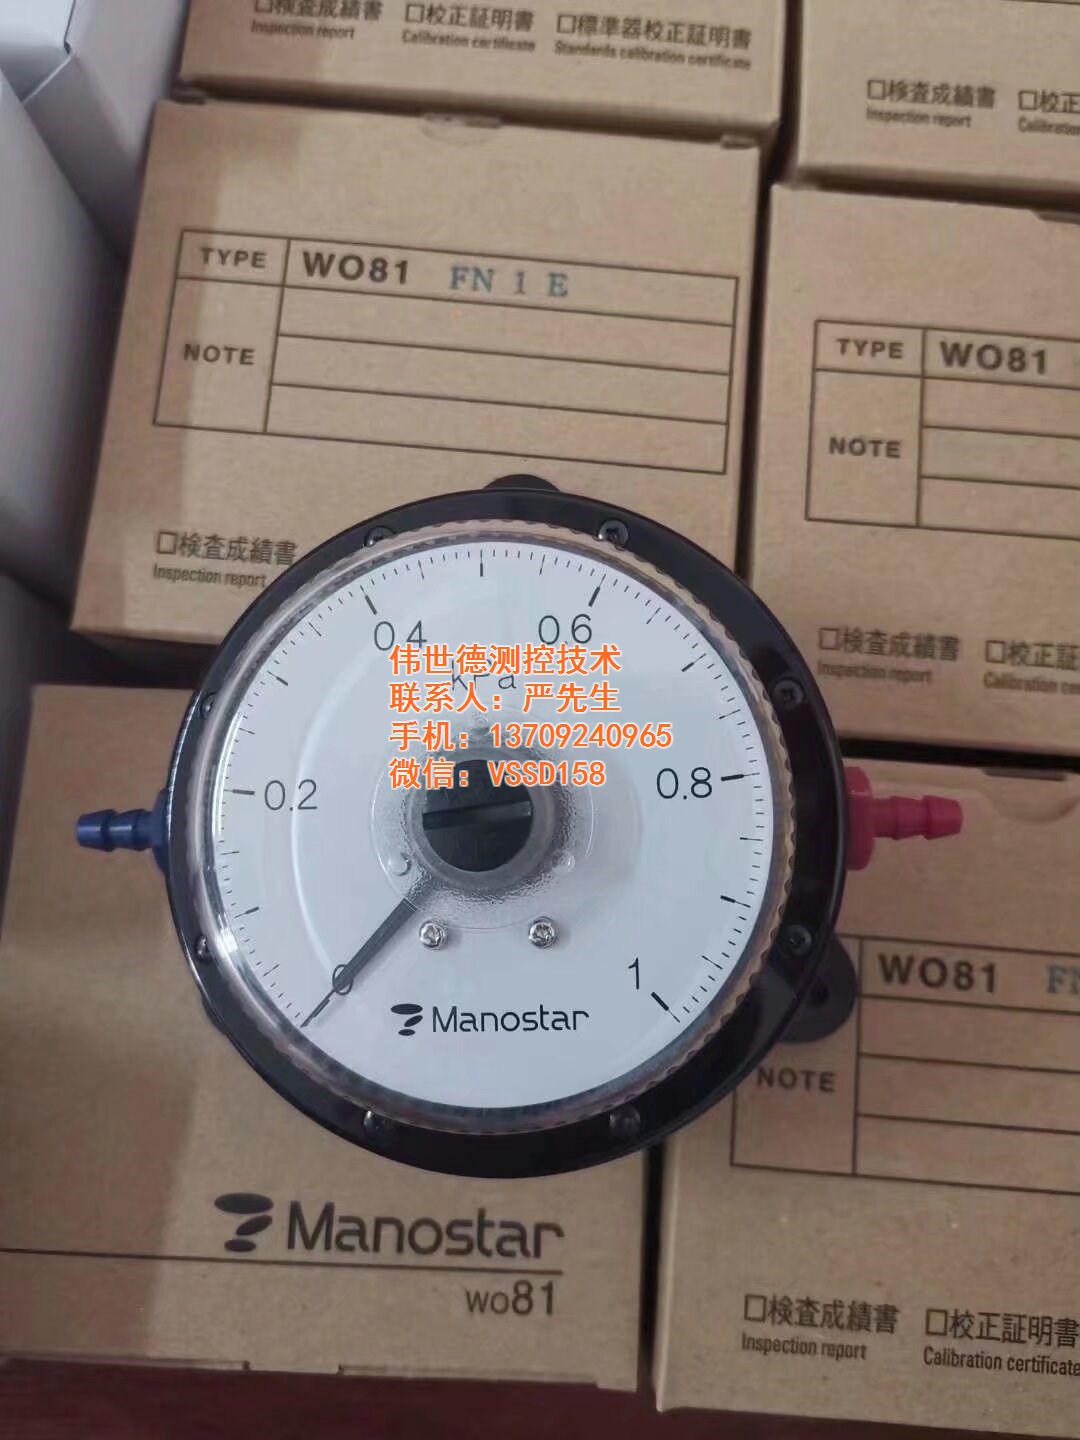 □検査成績書 □校正証明書 □標準器校正証明書
Inspection report Calibration certificate Standards calibration certificate
□検査成績書 □校正
Inspection report
TYPE WO81 FN 1 E
NOTE
TYPE WO81
NOTE
□検査成績書
Inspection report
□検査成績書 □校正証
Inspection report
0 0.2 0.4 0.6 0.8 1
kPa
Manostar
伟世德测控技术
联系人：严先生
手机：13709240965
微信：VSSD158
WO81
NOTE
Manostar
WO81
□検査成績書 □校正証明書
Inspection report Calibration certificate